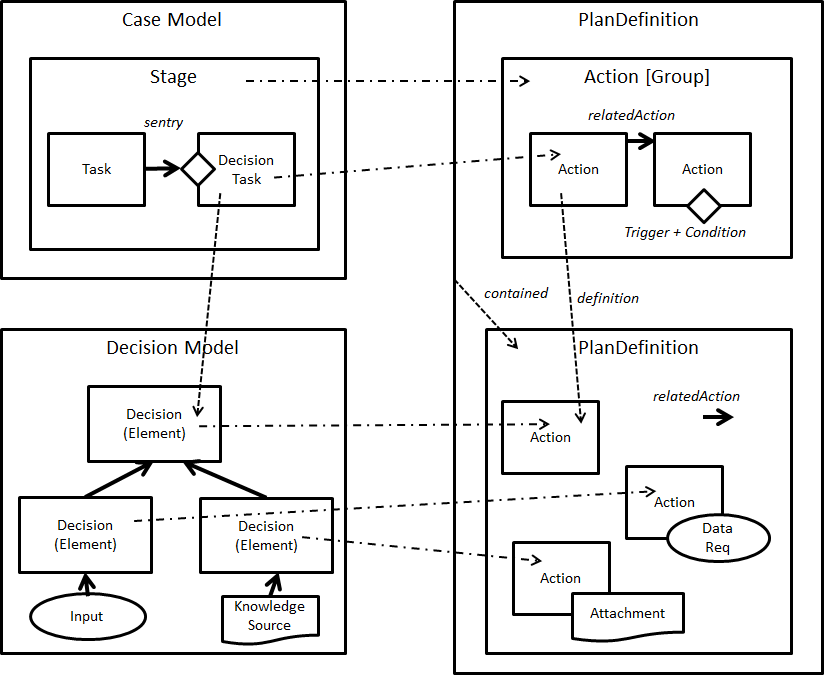 Case Model
Stage
sentry
Task
Decision
Task
PlanDefinition
Action [Group]
relatedAction
Action
Action
Trigger + Condition
contained
definition
Decision Model
Decision
(Element)
Decision
(Element)
Decision
(Element)
Input
Knowledge
Source
PlanDefinition
relatedAction
Action
Action
Data
Req
Action
Attachment